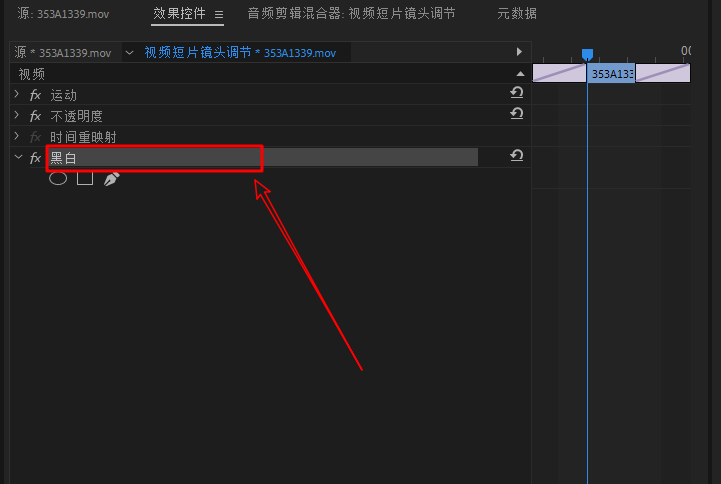 源: 353A1339.mov 效果控件 音频剪辑混合器: 视频短片镜头调节 元数据
源 * 353A1339.mov 视频短片镜头调节 * 353A1339.mov
视频
353A133
fx 运动
fx 不透明度
fx 时间重映射
fx 黑白